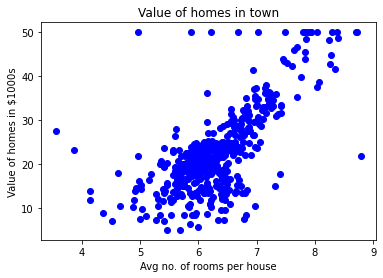 Value of homes in town
Value of homes in $1000s
50
40
30
20
10
4 5 6 7 8 9
Avg no. of rooms per house